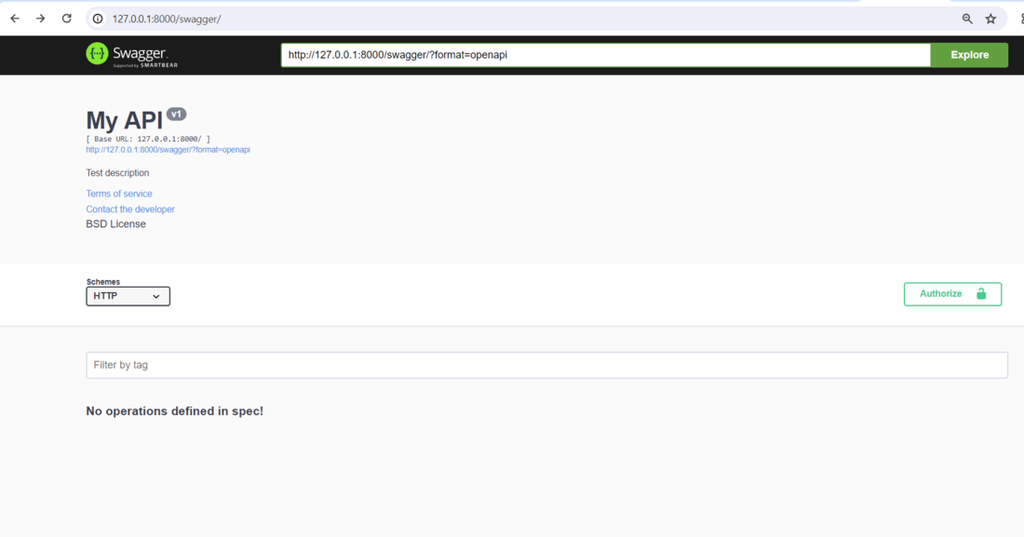 127.0.0.1:8000/swagger/
Swagger.
Supported by SMARTBEAR
http://127.0.0.1:8000/swagger/?format=openapi
Explore
My API v1
[ Base URL: 127.0.0.1:8000/ ]
http://127.0.0.1:8000/swagger/?format=openapi
Test description
Terms of service
Contact the developer
BSD License
Schemes
HTTP
Authorize
Filter by tag
No operations defined in spec!